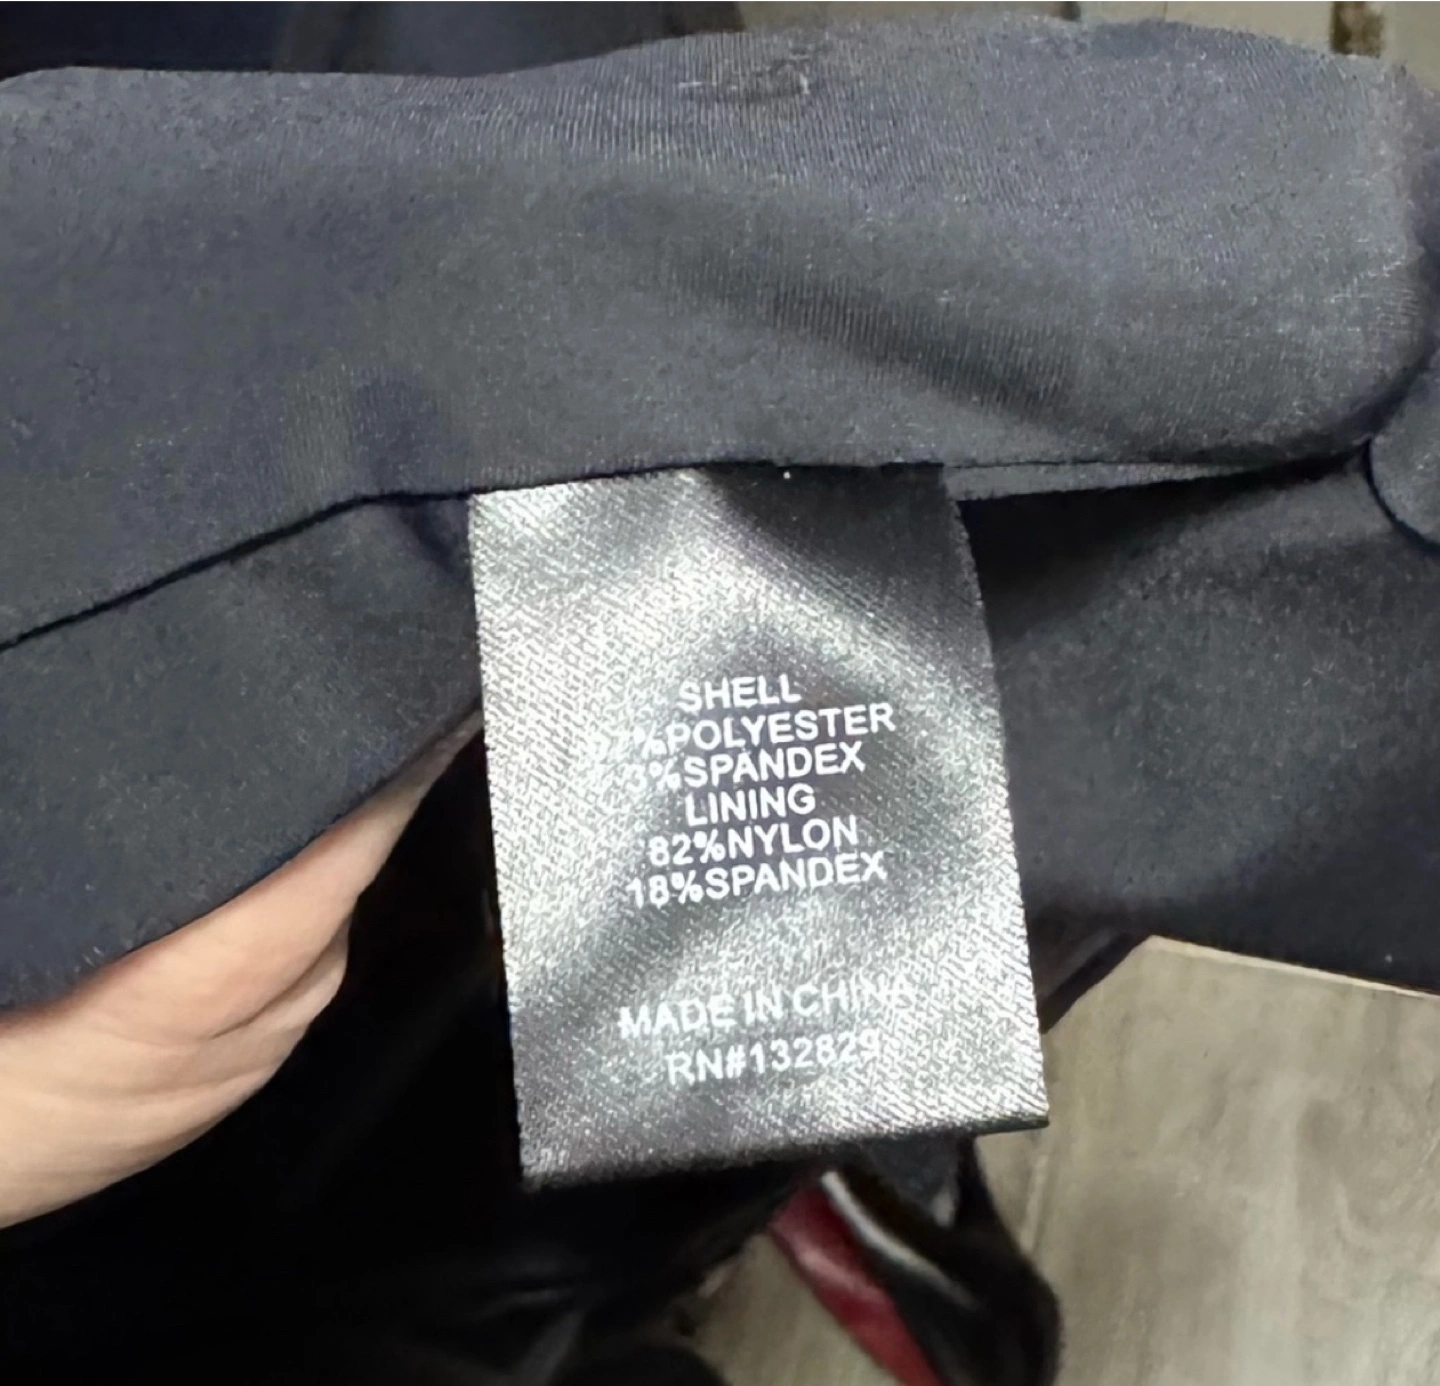 SHELL
%POLYESTER
3%SPANDEX
LINING
82%NYLON
18%SPANDEX
MADE IN CHINA
RN#132829